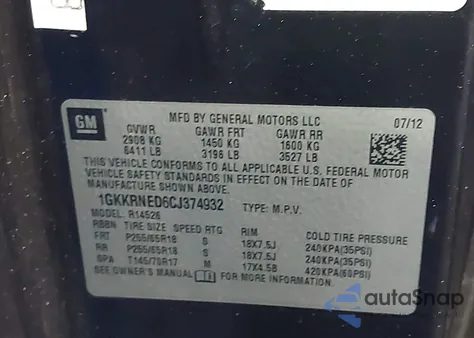 GM
MFD BY GENERAL MOTORS LLC 07/12
GVWR GAWR FRT GAWR RR
2908 KG 1450 KG 1600 KG
6411 LB 3196 LB 3527 LB
THIS VEHICLE CONFORMS TO ALL APPLICABLE U.S. FEDERAL MOTOR
VEHICLE SAFETY STANDARDS IN EFFECT ON THE DATE OF
MANUFACTURE SHOWN ABOVE.
1GKKRNED6CJ374932 TYPE: M.P.V.
MODEL: R14526
RBBN TIRE SIZE SPEED RTG RIM COLD TIRE PRESSURE
FRT P255/65R18 S 18X7.5J 240KPA(35PSI)
RR P255/65R18 S 18X7.5J 240KPA(35PSI)
SPA T145/70R17 M 17X4.5B 420KPA(60PSI)
SEE OWNER'S MANUAL FOR MORE INFORMATION.
autoSnap